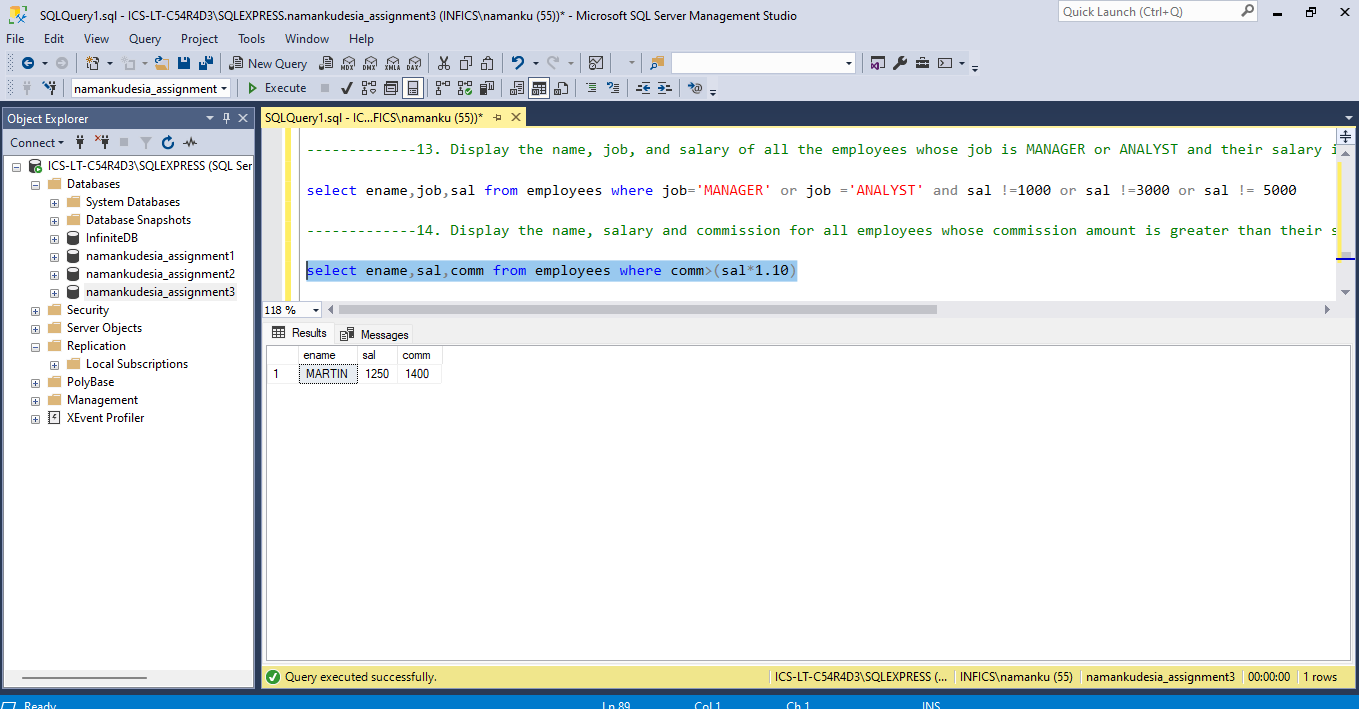 SQLQuery1.sql - ICS-LT-C54R4D3\SQLEXPRESS.namankudesia_assignment3 (INFICS\namanku (55))* - Microsoft SQL Server Management Studio
Quick Launch (Ctrl+Q)
File Edit View Query Project Tools Window Help
New Query MDX DMX XMLA DAX
namankudesia_assignment Execute
Object Explorer
SQLQuery1.sql - IC...FICS\namanku (55))*
Connect
ICS-LT-C54R4D3\SQLEXPRESS (SQL Ser
Databases
System Databases
Database Snapshots
InfiniteDB
namankudesia_assignment1
namankudesia_assignment2
namankudesia_assignment3
Security
Server Objects
Replication
Local Subscriptions
PolyBase
Management
XEvent Profiler
-------------13. Display the name, job, and salary of all the employees whose job is MANAGER or ANALYST and their salary i
select ename,job,sal from employees where job='MANAGER' or job ='ANALYST' and sal !=1000 or sal !=3000 or sal != 5000
-------------14. Display the name, salary and commission for all employees whose commission amount is greater than their s
select ename,sal,comm from employees where comm>(sal*1.10)
118 %
Results Messages
ename sal comm
1 MARTIN 1250 1400
Query executed successfully.
ICS-LT-C54R4D3\SQLEXPRESS (... INFICS\namanku (55) namankudesia_assignment3 00:00:00 1 rows
Ready Ln 89 Col 1 Ch 1 INS